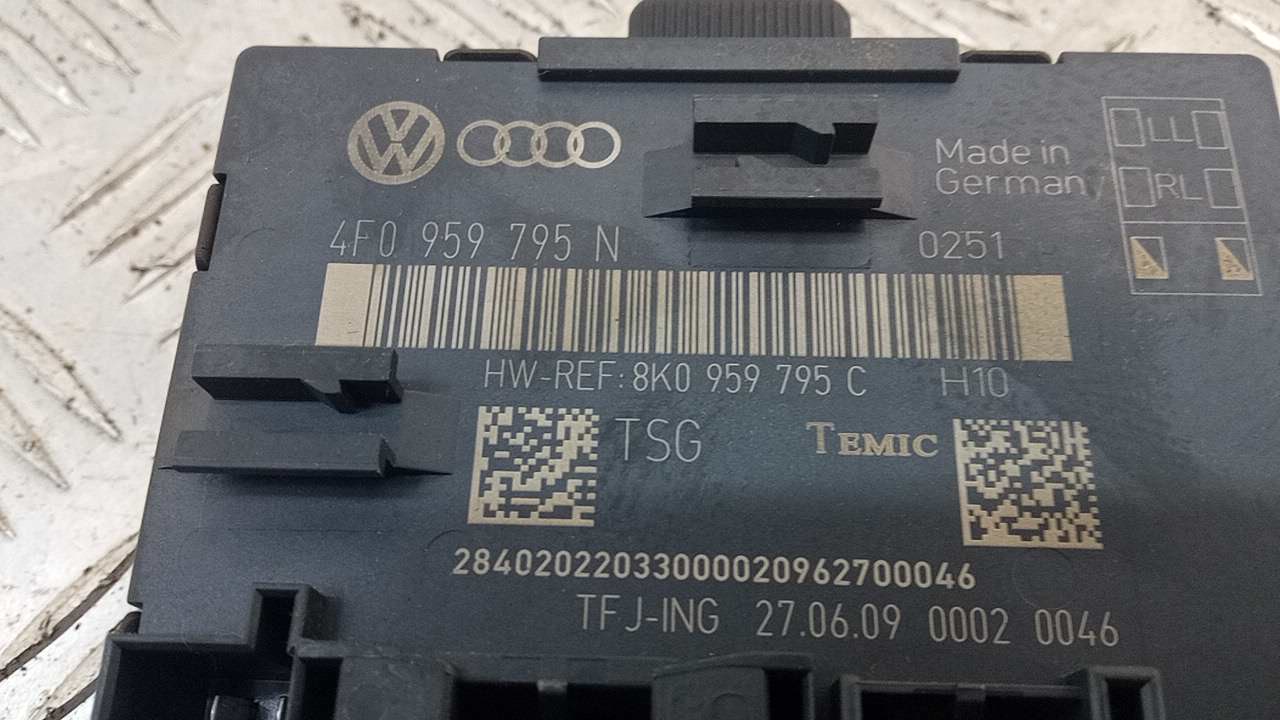 Made in
Germany
LL
RL
4F0 959 795 N
0251
HW-REF: 8K0 959 795 C H10
TSG
TEMIC
28402022033000020962700046
TFJ-ING 27.06.09 0002 0046